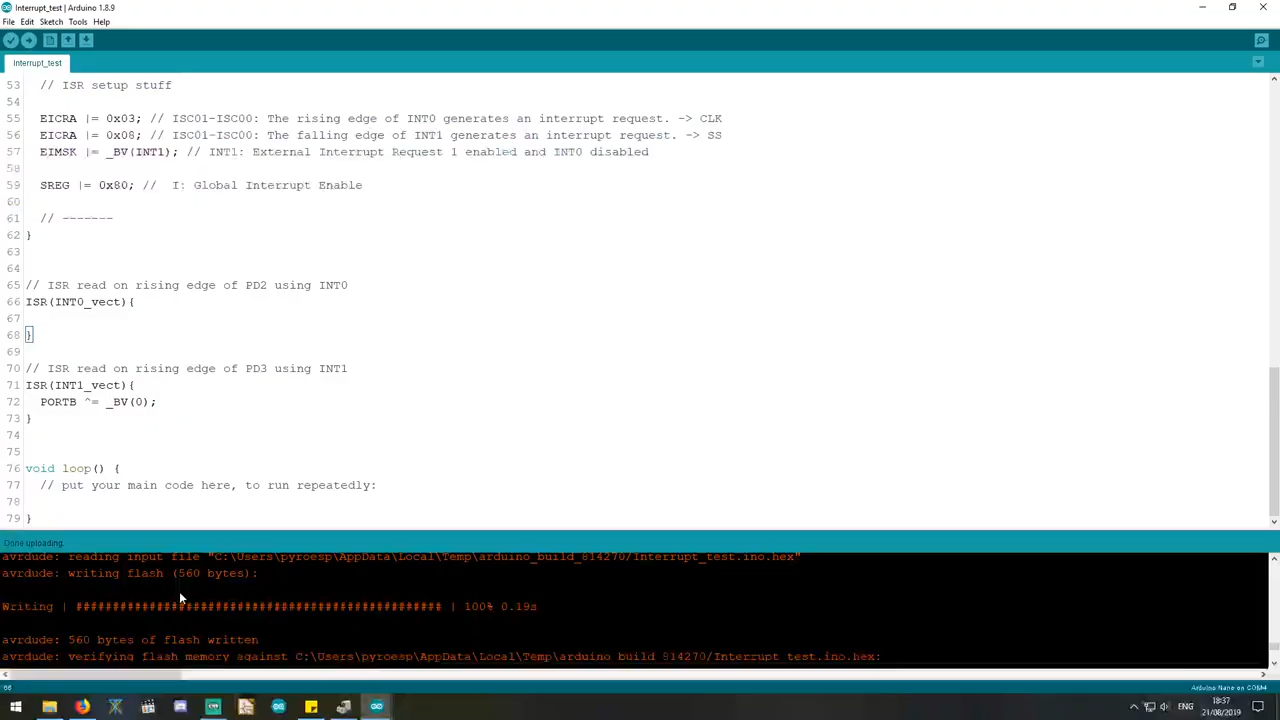 Interrupt_test | Arduino 1.8.9
File Edit Sketch Tools Help
Interrupt_test
53 // ISR setup stuff
54
55 EICRA |= 0x03; // ISC01-ISC00: The rising edge of INT0 generates an interrupt request. -> CLK
56 EICRA |= 0x08; // ISC01-ISC00: The falling edge of INT1 generates an interrupt request. -> SS
57 EIMSK |= _BV(INT1); // INT1: External Interrupt Request 1 enabled and INT0 disabled
58
59 SREG |= 0x80; // I: Global Interrupt Enable
60
61 // -------
62 }
63
64
65 // ISR read on rising edge of PD2 using INT0
66 ISR(INT0_vect){
67
68 }
69
70 // ISR read on rising edge of PD3 using INT1
71 ISR(INT1_vect){
72 PORTB ^= _BV(0);
73 }
74
75
76 void loop() {
77 // put your main code here, to run repeatedly:
78
79 }
Done uploading.
avrdude: reading input file "C:\Users\pyroesp\AppData\Local\Temp\arduino_build_814270/Interrupt_test.ino.hex"
avrdude: writing flash (560 bytes):
Writing | ################################################## | 100% 0.19s
avrdude: 560 bytes of flash written
avrdude: verifying flash memory against C:\Users\pyroesp\AppData\Local\Temp\arduino_build_814270/Interrupt_test.ino.hex:
66 Arduino Nano on COM4
ENG 18:37
21/08/2019